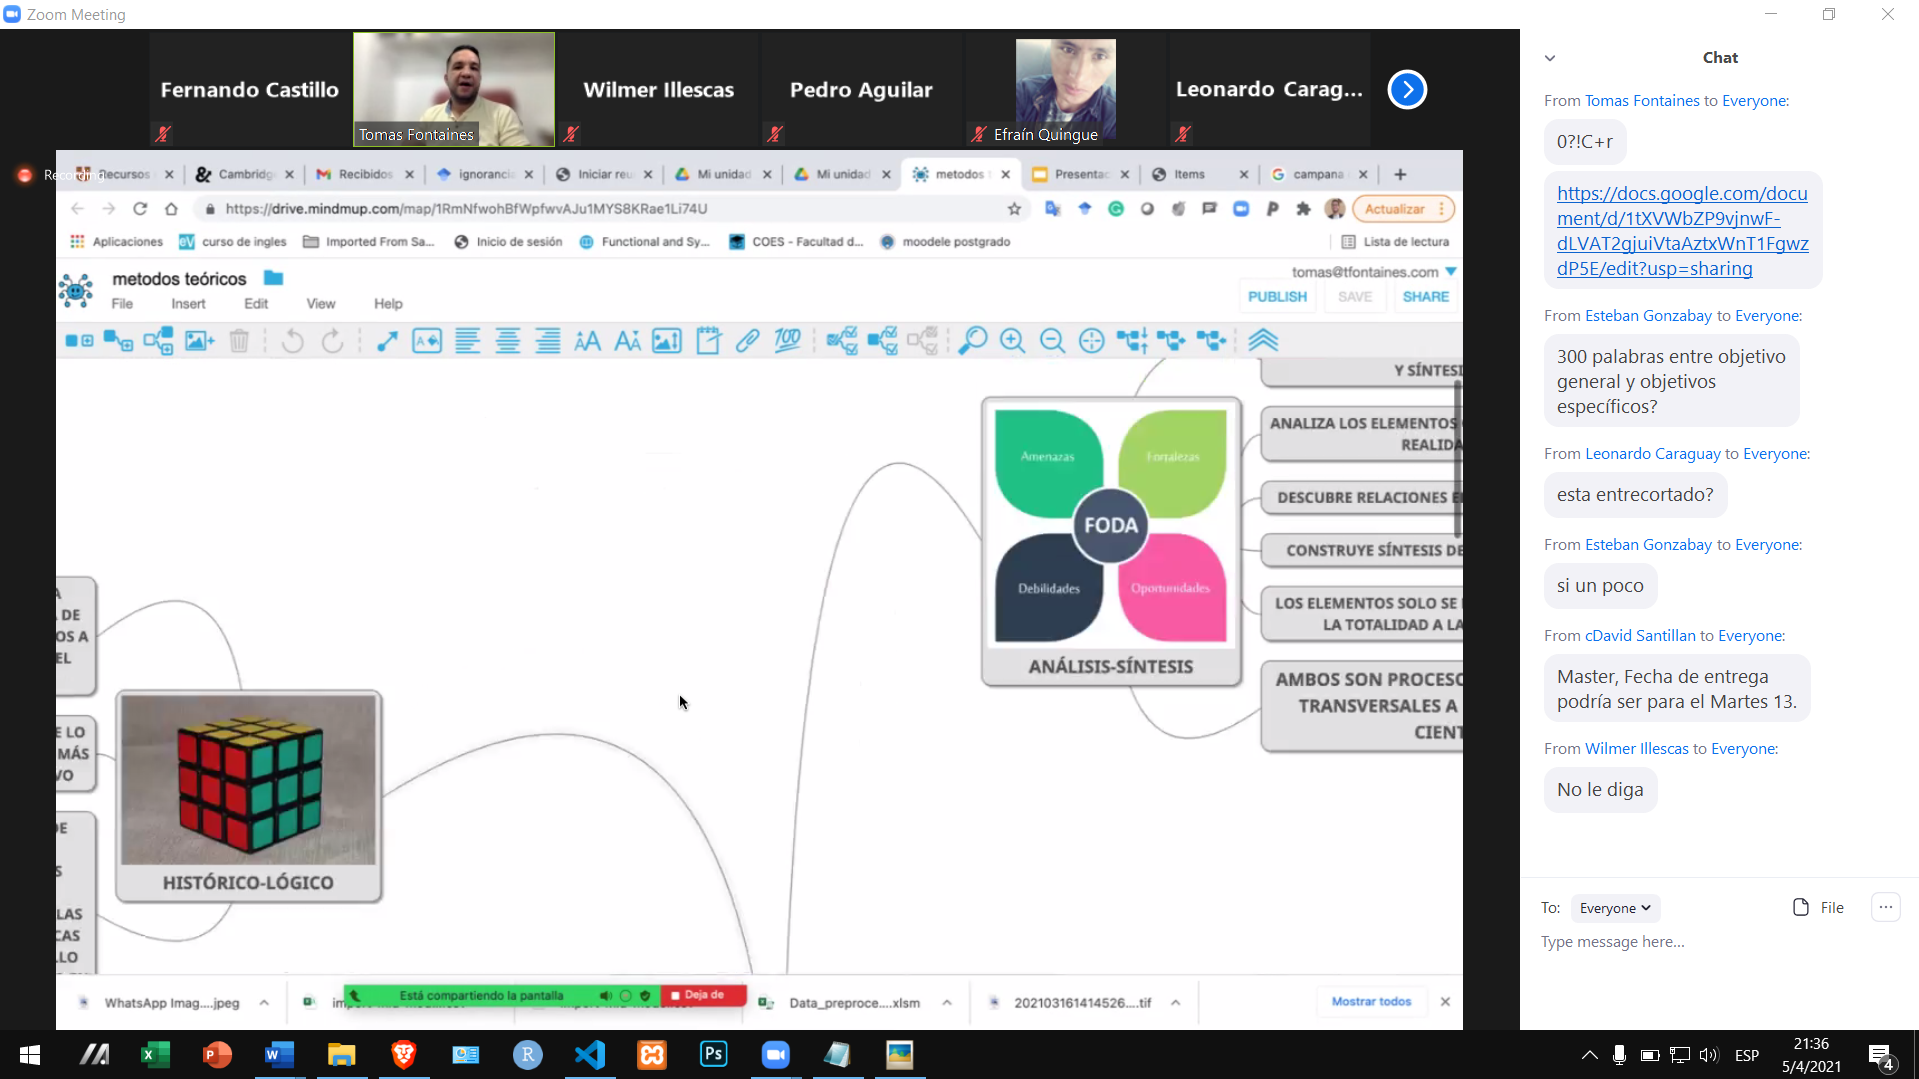 Zoom Meeting
Fernando Castillo
Tomas Fontaines
Wilmer Illescas
Pedro Aguilar
Efraín Quingue
Leonardo Carag...
Recursos
Cambridg
Recibidos
ignoranci
Iniciar reu
Mi unidad
Mi unidad
metodos
Presentac
Items
campana
https://drive.mindmup.com/map/1RmNfwohBfWpfwvAJu1MYS8KRae1Li74U
Actualizar
Aplicaciones
curso de ingles
Imported From Sa...
Inicio de sesión
Functional and Sy...
COES - Facultad d...
moodele postgrado
Lista de lectura
metodos teóricos
tomas@tfontaines.com
File
Insert
Edit
View
Help
PUBLISH
SAVE
SHARE
Y SÍNTESI
ANALIZA LOS ELEMENTOS
REALIDA
DESCUBRE RELACIONES
CONSTRUYE SÍNTESIS DE
LOS ELEMENTOS SOLO SE
LA TOTALIDAD A LA
AMBOS SON PROCESO
TRANSVERSALES A
CIENT
Amenazas
Fortalezas
FODA
Debilidades
Oportunidades
ANÁLISIS-SÍNTESIS
A
DE
OS A
EL
E LO
MÁS
VO
DE
S
LAS
CAS
LLO
HISTÓRICO-LÓGICO
WhatsApp Imag....jpeg
Está compartiendo la pantalla
Deja de
Data_preproce....xlsm
202103161414526....tif
Mostrar todos
Chat
From Tomas Fontaines to Everyone:
0?!C+r
https://docs.google.com/docu
ment/d/1tXVWbZP9vjnwF-
dLVAT2gjuiVtaAztxWnT1Fgwz
dP5E/edit?usp=sharing
From Esteban Gonzabay to Everyone:
300 palabras entre objetivo
general y objetivos
específicos?
From Leonardo Caraguay to Everyone:
esta entrecortado?
From Esteban Gonzabay to Everyone:
si un poco
From cDavid Santillan to Everyone:
Master, Fecha de entrega
podría ser para el Martes 13.
From Wilmer Illescas to Everyone:
No le diga
To:
Everyone
File
Type message here...
ESP
21:36
5/4/2021
4